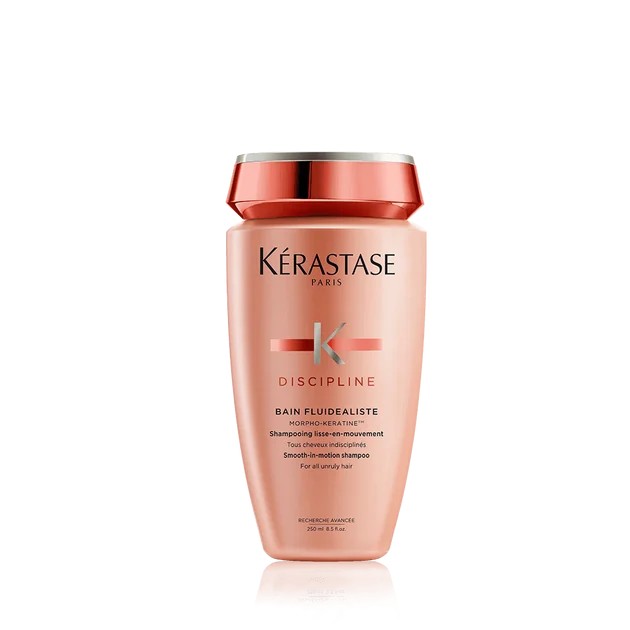 KÉRASTASE
PARIS
K
DISCIPLINE
BAIN FLUIDEALISTE
MORPHO-KERATINE™
Shampooing lisse-en-mouvement
Tous cheveux indisciplinés
Smooth-in-motion shampoo
For all unruly hair
RECHERCHE AVANCÉE
250 ml 8.5 fl.oz.